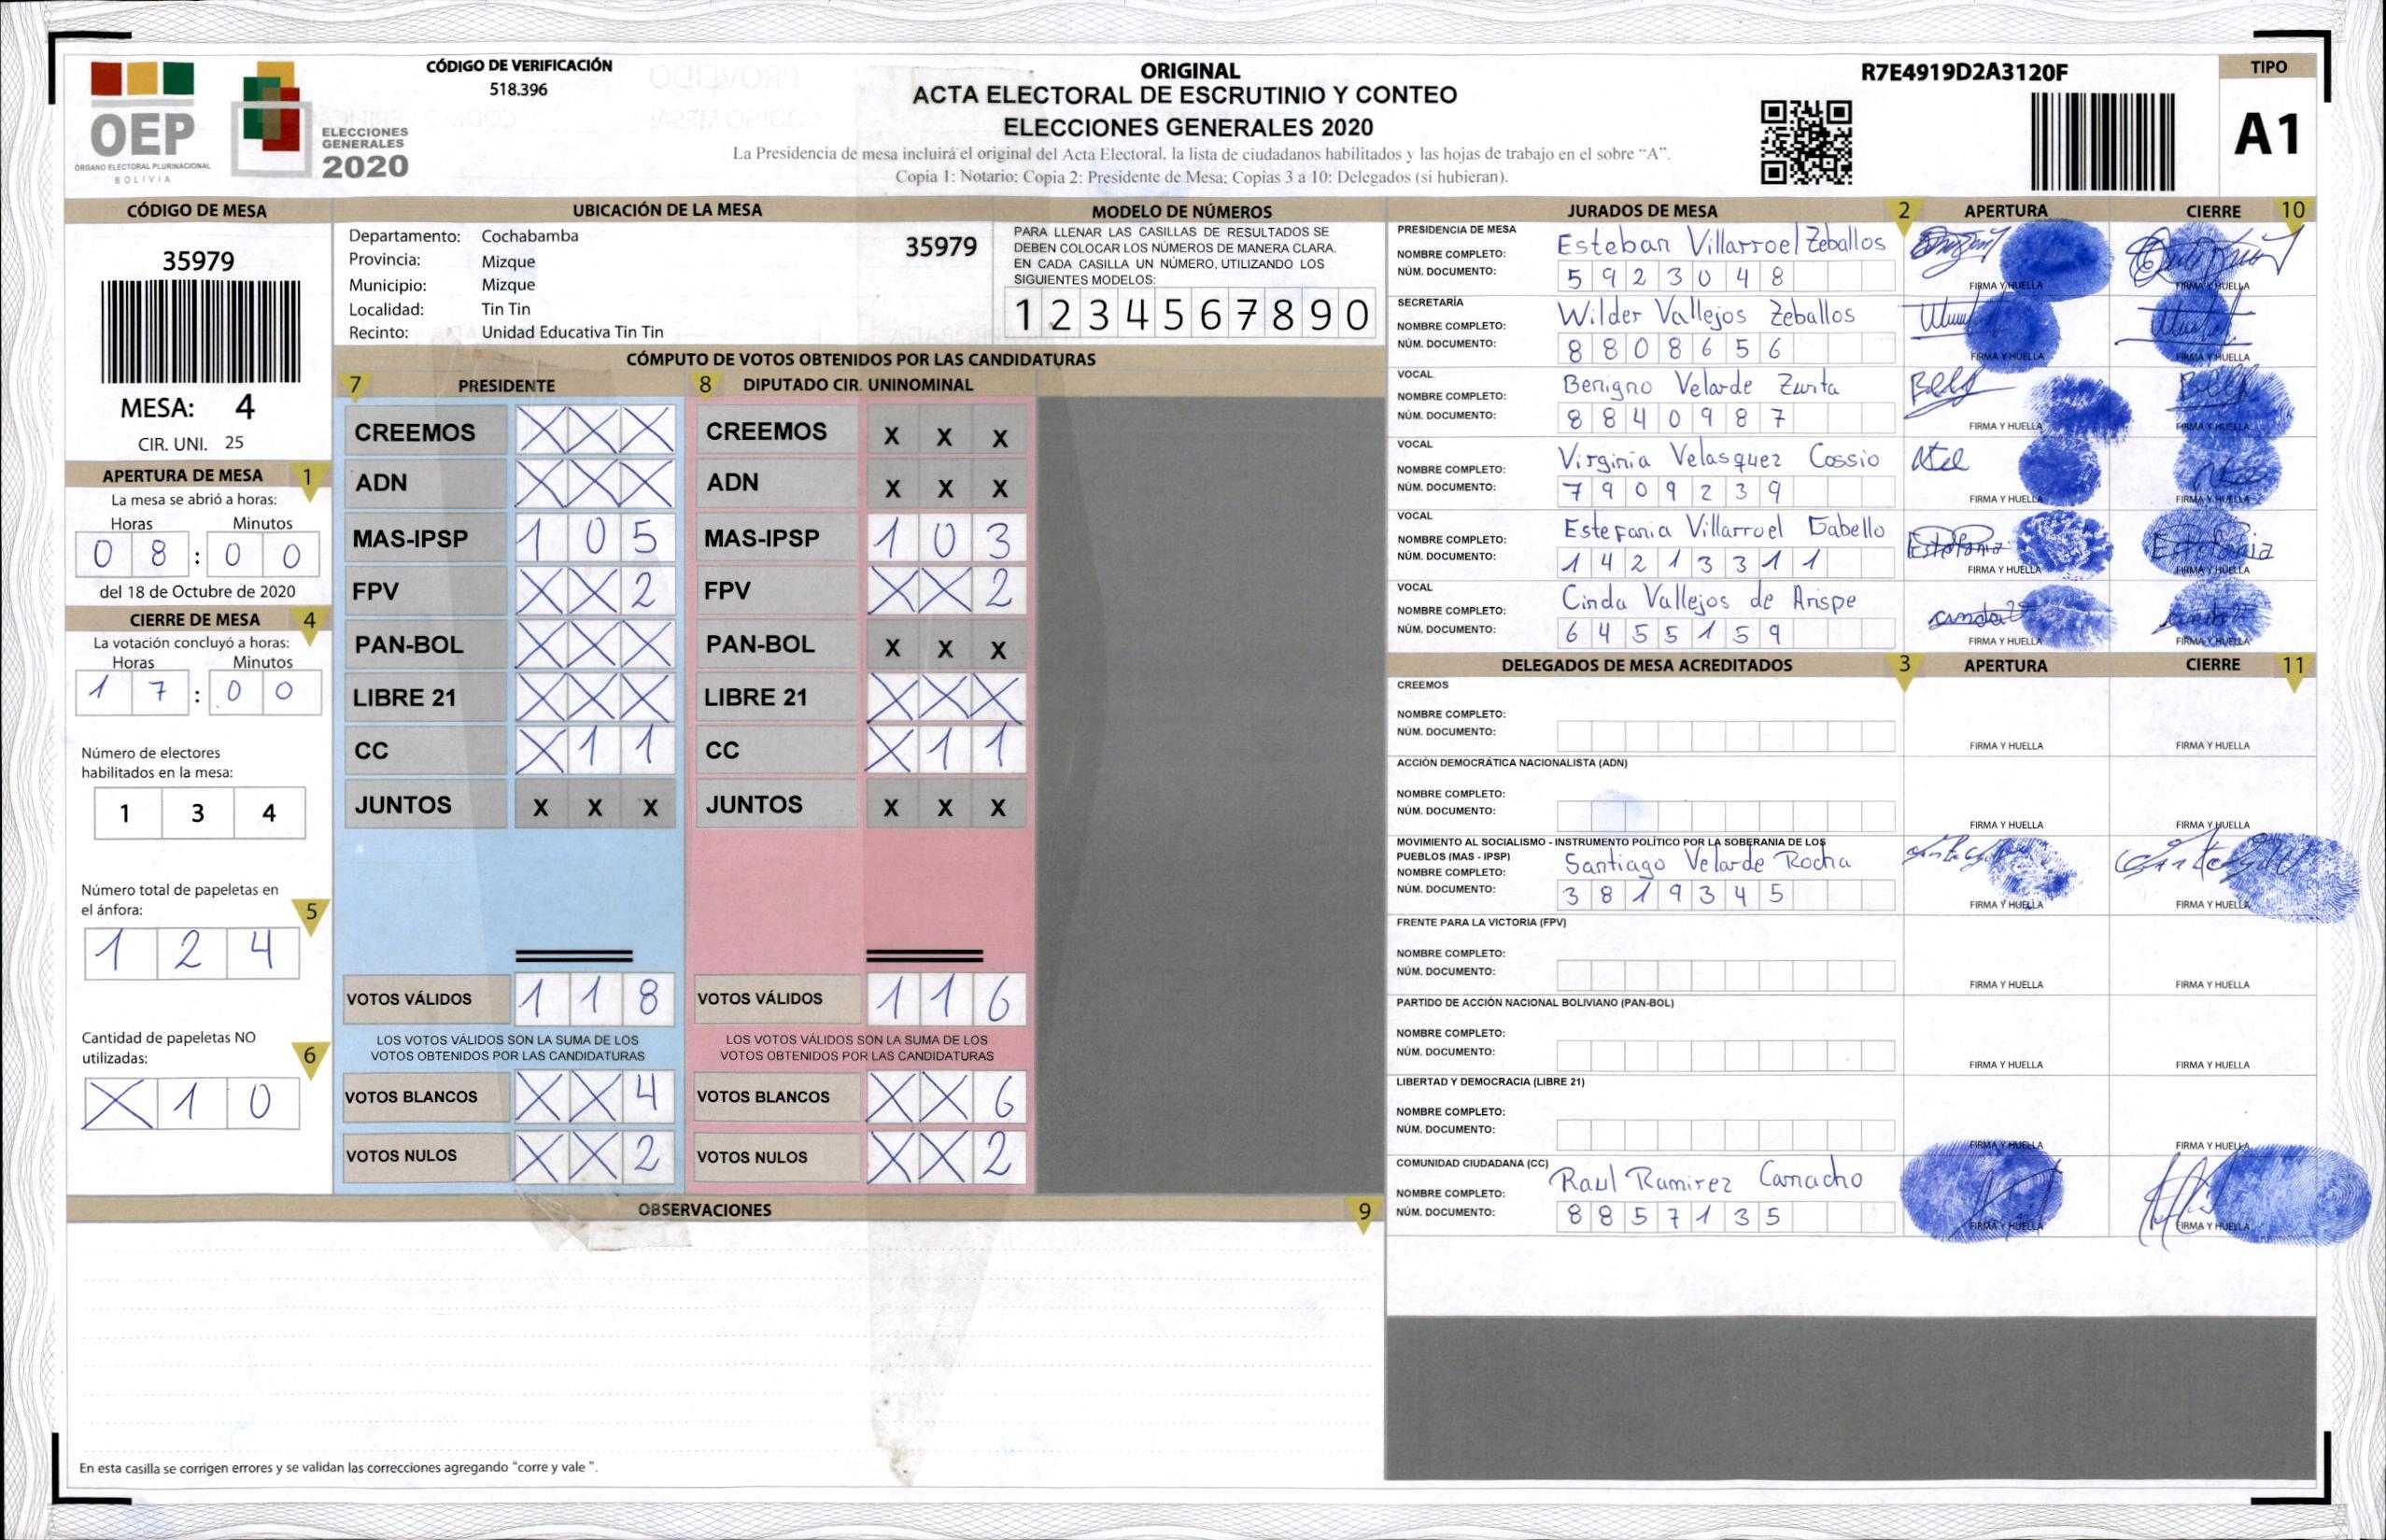 OEP
ÓRGANO ELECTORAL PLURINACIONAL
BOLIVIA
ELECCIONES
GENERALES
2020
CÓDIGO DE VERIFICACIÓN
518.396
ORIGINAL
ACTA ELECTORAL DE ESCRUTINIO Y CONTEO
ELECCIONES GENERALES 2020
La Presidencia de mesa incluirá el original del Acta Electoral, la lista de ciudadanos habilitados y las hojas de trabajo en el sobre "A".
Copia 1: Notario; Copia 2: Presidente de Mesa; Copias 3 a 10: Delegados (si hubieran).
R7E4919D2A3120F
TIPO
A1
CÓDIGO DE MESA
35979
MESA: 4
CIR. UNI. 25
APERTURA DE MESA 1
La mesa se abrió a horas:
Horas Minutos
0 8 : 0 0
del 18 de Octubre de 2020
CIERRE DE MESA 4
La votación concluyó a horas:
Horas Minutos
1 7 : 0 0
Número de electores
habilitados en la mesa:
1 3 4
Número total de papeletas en
el ánfora: 5
1 2 4
Cantidad de papeletas NO
utilizadas: 6
X 1 0
UBICACIÓN DE LA MESA
Departamento: Cochabamba
35979
Provincia: Mizque
Municipio: Mizque
Localidad: Tin Tin
Recinto: Unidad Educativa Tin Tin
MODELO DE NÚMEROS
PARA LLENAR LAS CASILLAS DE RESULTADOS SE
DEBEN COLOCAR LOS NÚMEROS DE MANERA CLARA.
EN CADA CASILLA UN NÚMERO, UTILIZANDO LOS
SIGUIENTES MODELOS:
1 2 3 4 5 6 7 8 9 0
CÓMPUTO DE VOTOS OBTENIDOS POR LAS CANDIDATURAS
7 PRESIDENTE
CREEMOS X X X
ADN X X X
MAS-IPSP 1 0 5
FPV X X 2
PAN-BOL X X X
LIBRE 21 X X X
CC X 1 1
JUNTOS X X X
VOTOS VÁLIDOS 1 1 8
LOS VOTOS VÁLIDOS SON LA SUMA DE LOS
VOTOS OBTENIDOS POR LAS CANDIDATURAS
VOTOS BLANCOS X X 4
VOTOS NULOS X X 2
8 DIPUTADO CIR. UNINOMINAL
CREEMOS X X X
ADN X X X
MAS-IPSP 1 0 3
FPV X X 2
PAN-BOL X X X
LIBRE 21 X X X
CC X 1 1
JUNTOS X X X
VOTOS VÁLIDOS 1 1 6
LOS VOTOS VÁLIDOS SON LA SUMA DE LOS
VOTOS OBTENIDOS POR LAS CANDIDATURAS
VOTOS BLANCOS X X 6
VOTOS NULOS X X 2
OBSERVACIONES 9
En esta casilla se corrigen errores y se validan las correcciones agregando "corre y vale ".
JURADOS DE MESA 2 APERTURA CIERRE 10
PRESIDENCIA DE MESA
NOMBRE COMPLETO: Esteban Villarroel Zeballos
NÚM. DOCUMENTO: 5 9 2 3 0 4 8
FIRMA Y HUELLA FIRMA Y HUELLA
SECRETARÍA
NOMBRE COMPLETO: Wilder Vallejos Zeballos
NÚM. DOCUMENTO: 8 8 0 8 6 5 6
FIRMA Y HUELLA FIRMA Y HUELLA
VOCAL
NOMBRE COMPLETO: Benigno Velarde Zurita
NÚM. DOCUMENTO: 8 8 4 0 9 8 7
FIRMA Y HUELLA FIRMA Y HUELLA
VOCAL
NOMBRE COMPLETO: Virginia Velasquez Cossio
NÚM. DOCUMENTO: 7 9 0 9 2 3 9
FIRMA Y HUELLA FIRMA Y HUELLA
VOCAL
NOMBRE COMPLETO: Estefania Villarroel Gabello
NÚM. DOCUMENTO: 1 4 2 1 3 3 1 1
Estefania Estefania
FIRMA Y HUELLA FIRMA Y HUELLA
VOCAL
NOMBRE COMPLETO: Cinda Vallejos de Arispe
NÚM. DOCUMENTO: 6 4 5 5 1 5 9
FIRMA Y HUELLA FIRMA Y HUELLA
DELEGADOS DE MESA ACREDITADOS 3 APERTURA CIERRE 11
CREEMOS
NOMBRE COMPLETO:
NÚM. DOCUMENTO:
FIRMA Y HUELLA FIRMA Y HUELLA
ACCIÓN DEMOCRÁTICA NACIONALISTA (ADN)
NOMBRE COMPLETO:
NÚM. DOCUMENTO:
FIRMA Y HUELLA FIRMA Y HUELLA
MOVIMIENTO AL SOCIALISMO - INSTRUMENTO POLÍTICO POR LA SOBERANIA DE LOS
PUEBLOS (MAS - IPSP)
NOMBRE COMPLETO: Santiago Velarde Rocha
NÚM. DOCUMENTO: 3 8 1 9 3 4 5
FIRMA Y HUELLA FIRMA Y HUELLA
FRENTE PARA LA VICTORIA (FPV)
NOMBRE COMPLETO:
NÚM. DOCUMENTO:
FIRMA Y HUELLA FIRMA Y HUELLA
PARTIDO DE ACCIÓN NACIONAL BOLIVIANO (PAN-BOL)
NOMBRE COMPLETO:
NÚM. DOCUMENTO:
FIRMA Y HUELLA FIRMA Y HUELLA
LIBERTAD Y DEMOCRACIA (LIBRE 21)
NOMBRE COMPLETO:
NÚM. DOCUMENTO:
FIRMA Y HUELLA FIRMA Y HUELLA
COMUNIDAD CIUDADANA (CC)
NOMBRE COMPLETO: Raul Ramirez Camacho
NÚM. DOCUMENTO: 8 8 5 7 1 3 5
FIRMA Y HUELLA FIRMA Y HUELLA